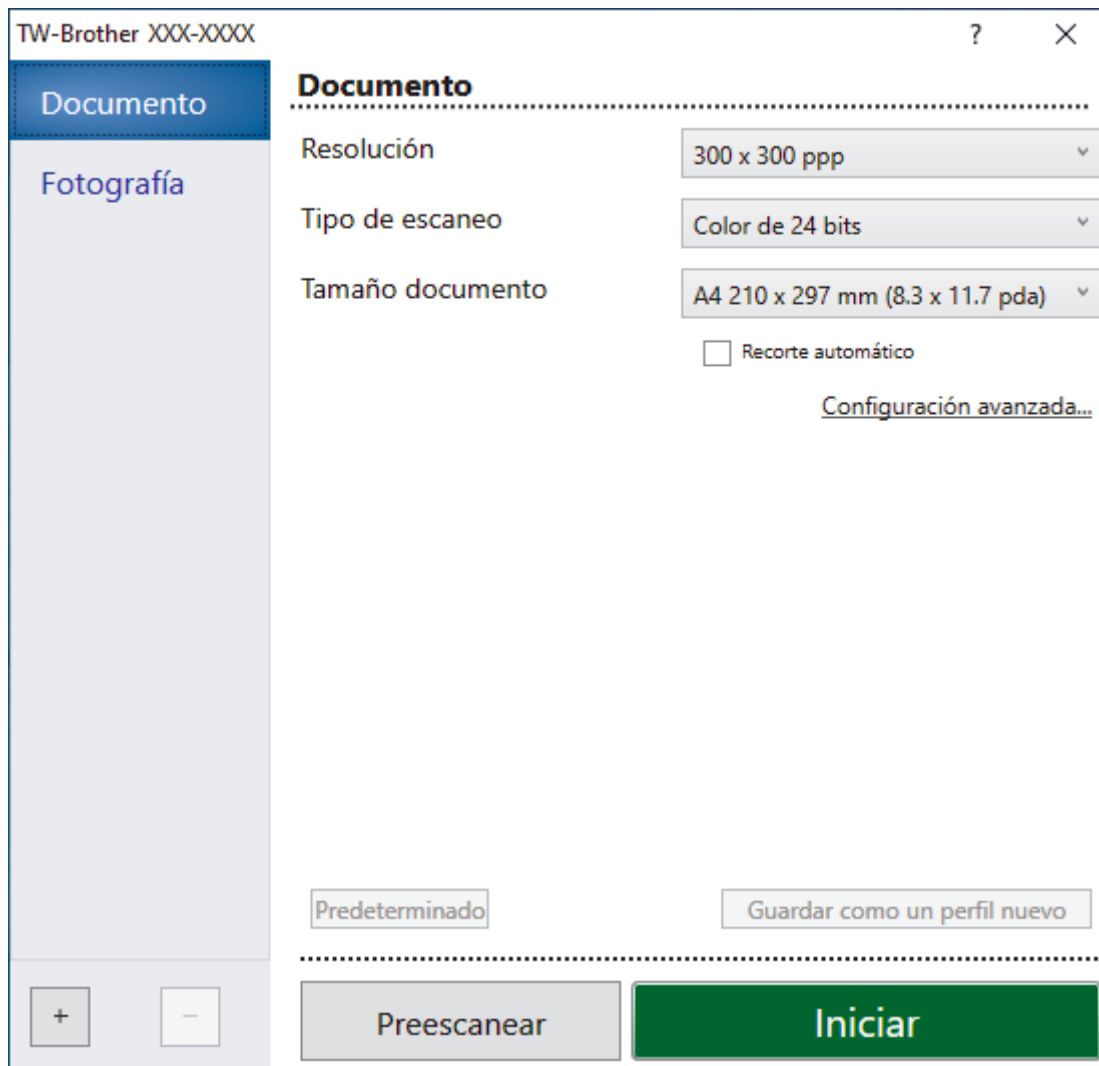 TW-Brother XXX-XXXX ? ×
Documento
Fotografía
Documento
Resolución 300 x 300 ppp
Tipo de escaneo Color de 24 bits
Tamaño documento A4 210 x 297 mm (8.3 x 11.7 pda)
Recorte automático
Configuración avanzada...
Predeterminado Guardar como un perfil nuevo
+ − Preescanear Iniciar